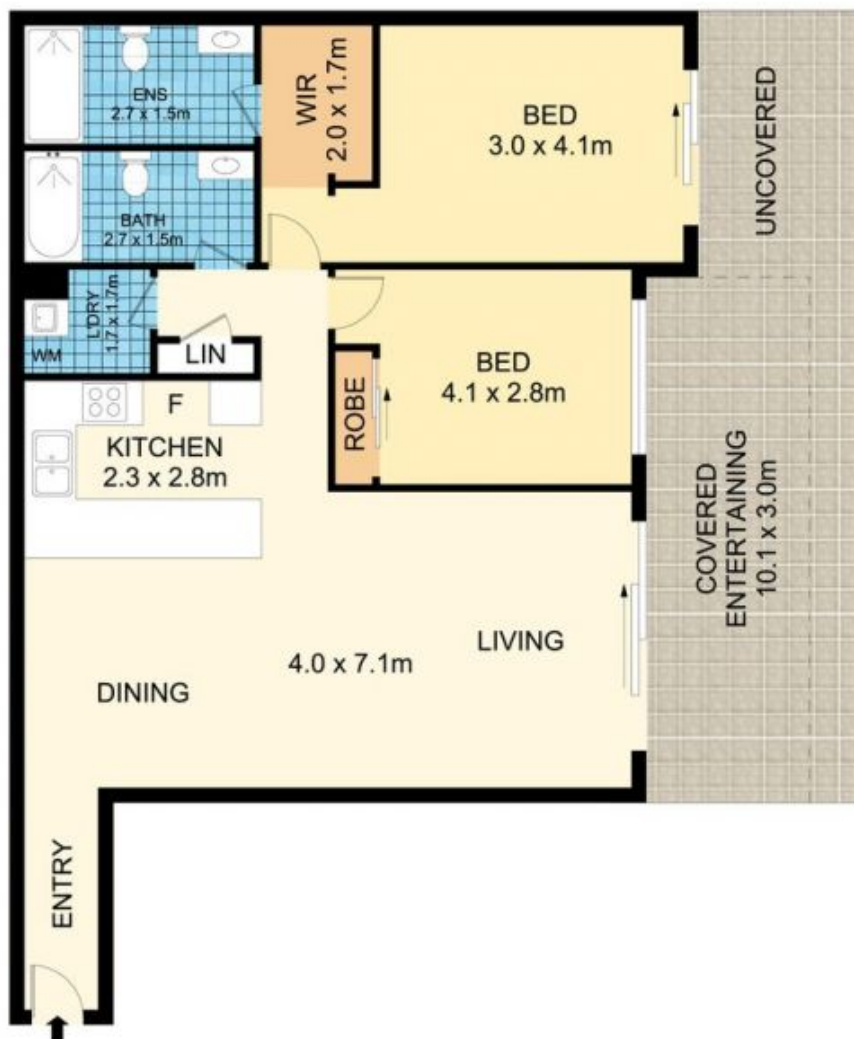 ENS
2.7 x 1.5m
WIR
2.0 x 1.7m
BED
3.0 x 4.1m
UNCOVERED
BATH
2.7 x 1.5m
L'DRY
1.7 x 1.7m
WM
LIN
ROBE
BED
4.1 x 2.8m
F
KITCHEN
2.3 x 2.8m
COVERED
ENTERTAINING
10.1 x 3.0m
LIVING
4.0 x 7.1m
DINING
ENTRY